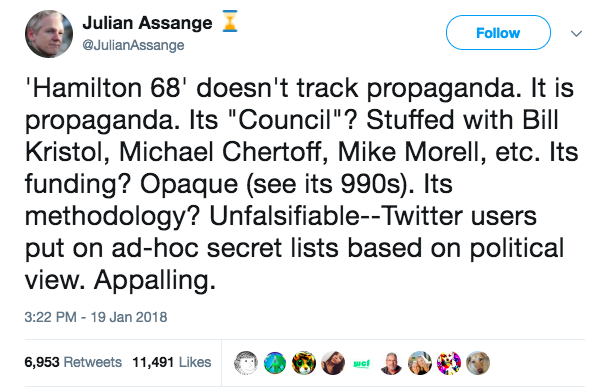 Julian Assange ⌛
@JulianAssange
Follow
'Hamilton 68' doesn't track propaganda. It is
propaganda. Its "Council"? Stuffed with Bill
Kristol, Michael Chertoff, Mike Morell, etc. Its
funding? Opaque (see its 990s). Its
methodology? Unfalsifiable--Twitter users
put on ad-hoc secret lists based on political
view. Appalling.
3:22 PM - 19 Jan 2018
6,953 Retweets 11,491 Likes
wcf